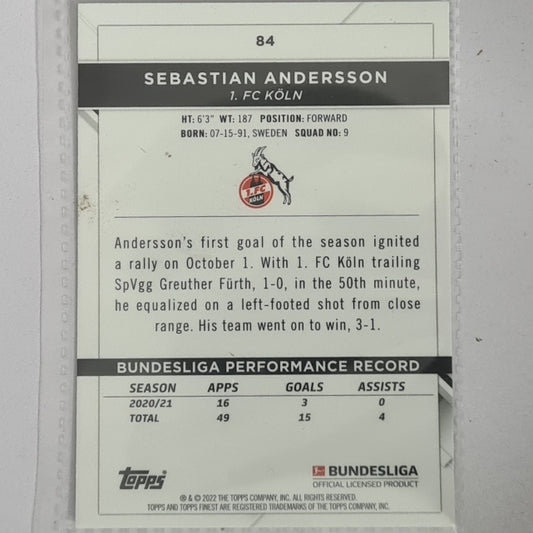 84
SEBASTIAN ANDERSSON
1. FC KÖLN
HT: 6'3" WT: 187 POSITION: FORWARD
BORN: 07-15-91, SWEDEN SQUAD NO: 9
1. FC
KÖLN
Andersson's first goal of the season ignited
a rally on October 1. With 1. FC Köln trailing
SpVgg Greuther Fürth, 1-0, in the 50th minute,
he equalized on a left-footed shot from close
range. His team went on to win, 3-1.
BUNDESLIGA PERFORMANCE RECORD
SEASON APPS GOALS ASSISTS
2020/21 16 3 0
TOTAL 49 15 4
Topps
BUNDESLIGA
OFFICIAL LICENSED PRODUCT
® & © 2022 THE TOPPS COMPANY, INC. ALL RIGHTS RESERVED.
TOPPS AND TOPPS FINEST ARE REGISTERED TRADEMARKS OF THE TOPPS COMPANY, INC.